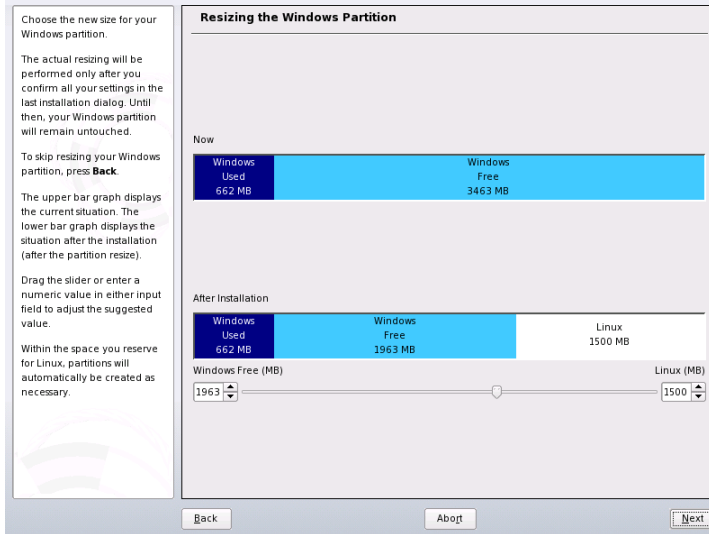 Choose the new size for your
Windows partition.
The actual resizing will be
performed only after you
confirm all your settings in the
last installation dialog. Until
then, your Windows partition
will remain untouched.
To skip resizing your Windows
partition, press Back.
The upper bar graph displays
the current situation. The
lower bar graph displays the
situation after the installation
(after the partition resize).
Drag the slider or enter a
numeric value in either input
field to adjust the suggested
value.
Within the space you reserve
for Linux, partitions will
automatically be created as
necessary.
Resizing the Windows Partition
Now
Windows
Used
662 MB
Windows
Free
3463 MB
After Installation
Windows
Used
662 MB
Windows
Free
1963 MB
Linux
1500 MB
Windows Free (MB)
Linux (MB)
1963
1500
Back
Abort
Next